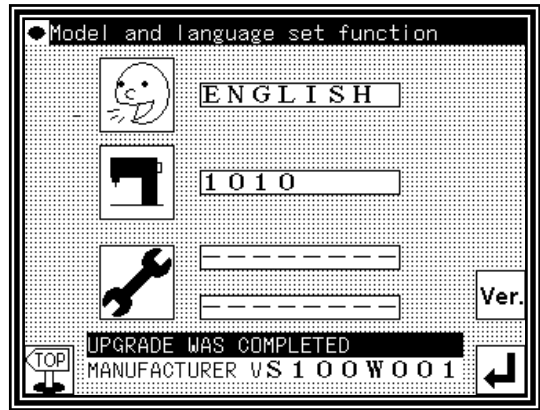 Model and language set function
ENGLISH
1010
--------
--------
Ver.
UPGRADE WAS COMPLETED
TOP
MANUFACTURER VS100W001